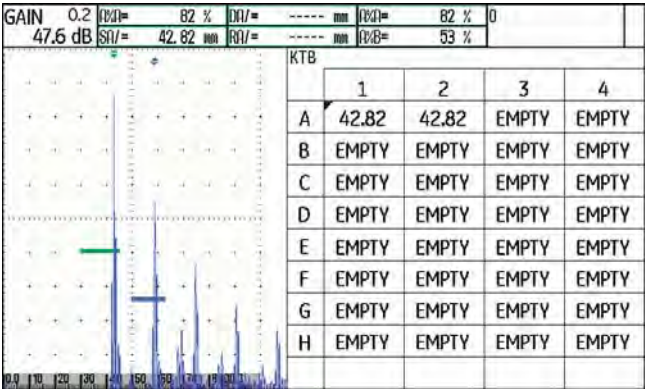 GAIN 0.2 A%A= 82 % DA/= ----- mm A%A= 82 % 0
47.6 dB SA/= 42.82 mm RA/= ----- mm A%B= 53 %
KTB
1 2 3 4
A 42.82 42.82 EMPTY EMPTY
B EMPTY EMPTY EMPTY EMPTY
C EMPTY EMPTY EMPTY EMPTY
D EMPTY EMPTY EMPTY EMPTY
E EMPTY EMPTY EMPTY EMPTY
F EMPTY EMPTY EMPTY EMPTY
G EMPTY EMPTY EMPTY EMPTY
H EMPTY EMPTY EMPTY EMPTY
0.0 10 20 30